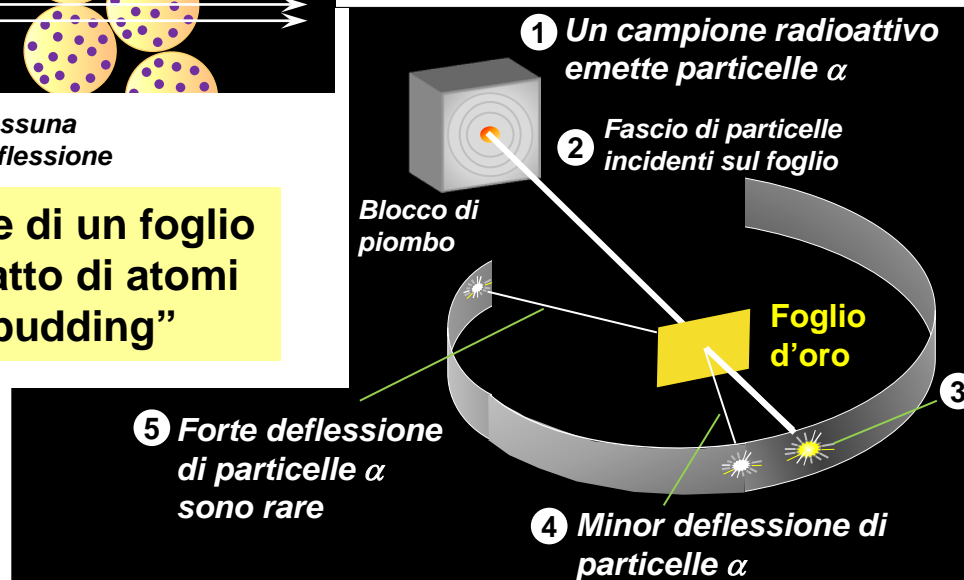 1 Un campione radioattivo
emette particelle α
2 Fascio di particelle
incidenti sul foglio
Blocco di
piombo
ssuna
flessione
e di un foglio
atto di atomi
pudding”
Foglio
d’oro
3
5 Forte deflessione
di particelle α
sono rare
4 Minor deflessione di
particelle α